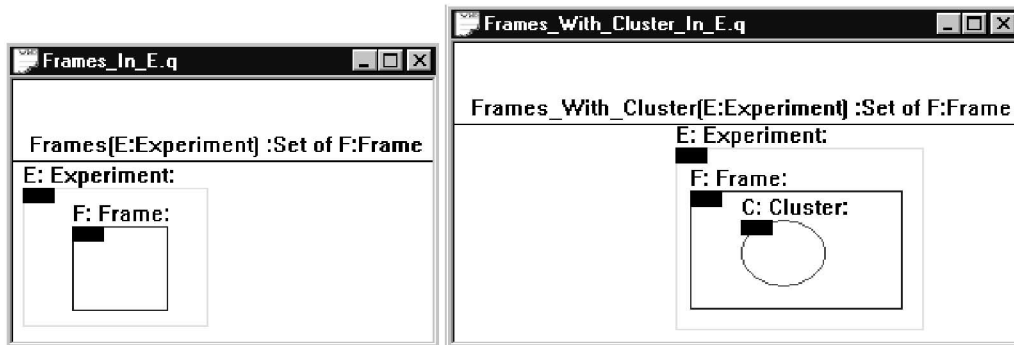 Frames_In_E.q
Frames(E:Experiment) :Set of F:Frame
E: Experiment:
F: Frame:
Frames_With_Cluster_In_E.q
Frames_With_Cluster(E:Experiment) :Set of F:Frame
E: Experiment:
F: Frame:
C: Cluster: